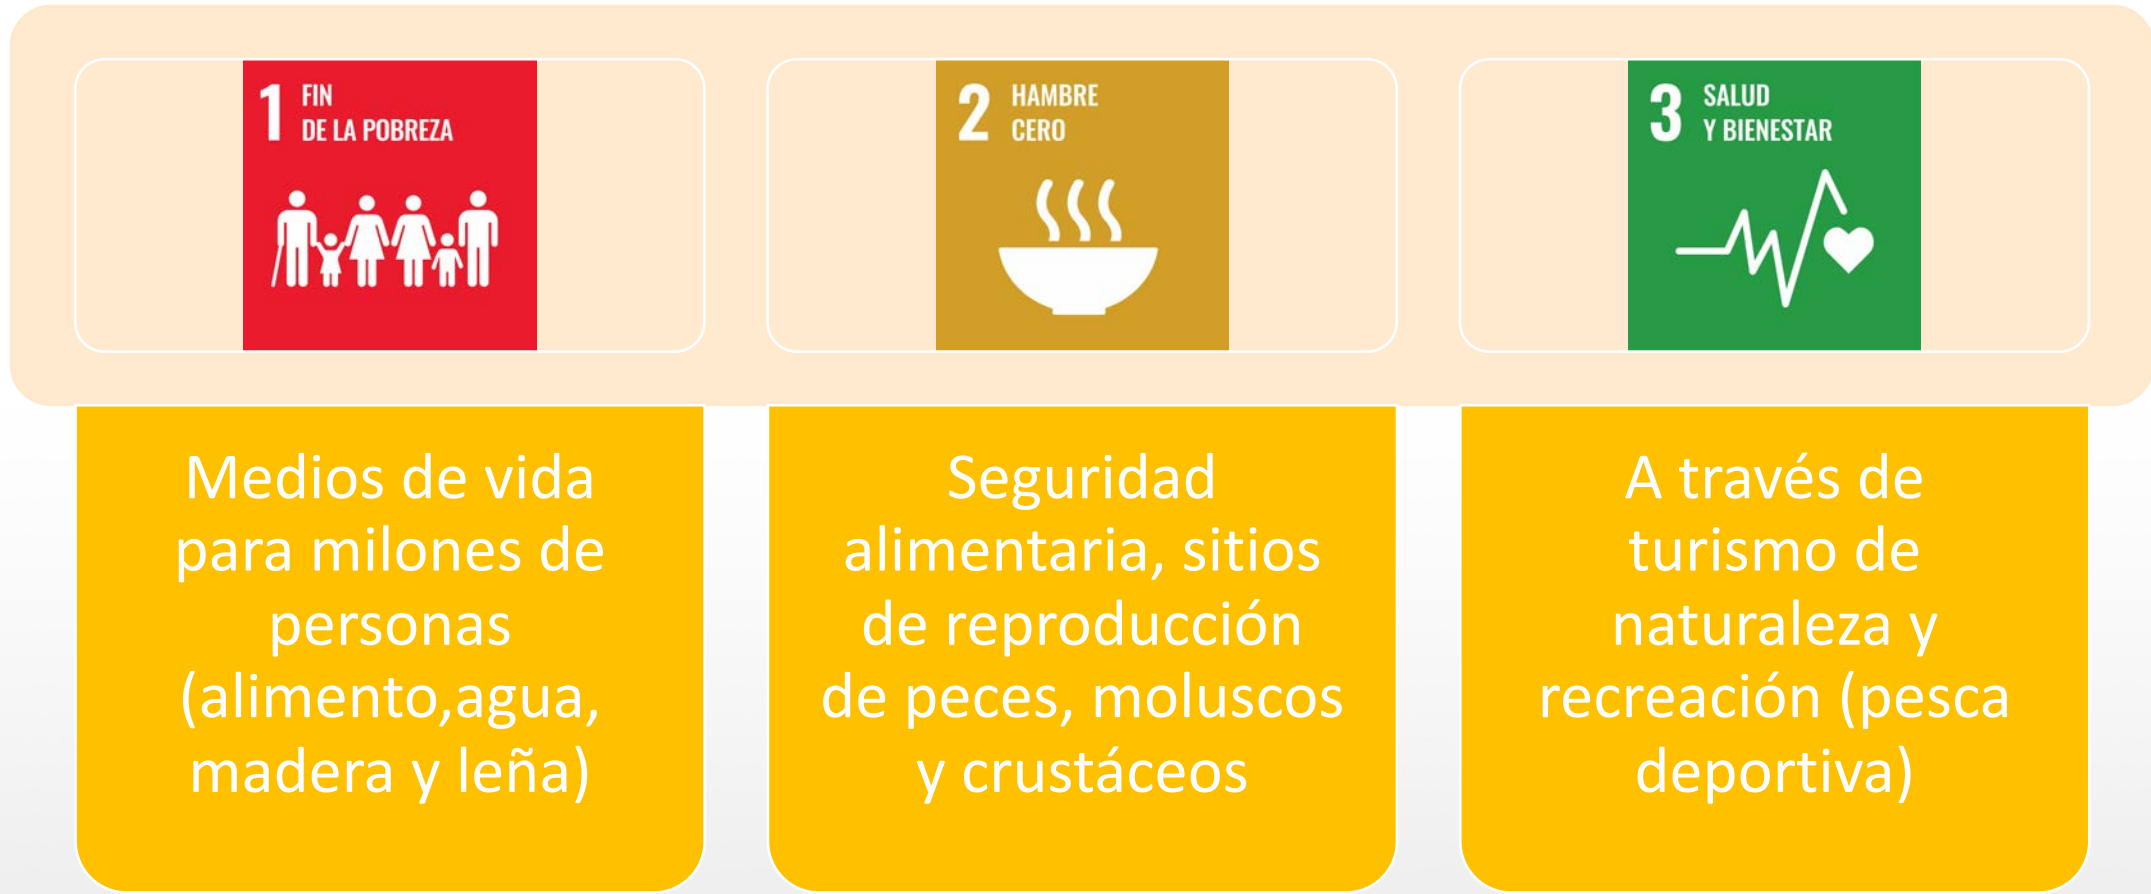 1 FIN
DE LA POBREZA
2 HAMBRE
CERO
3 SALUD
Y BIENESTAR
Medios de vida
para milones de
personas
(alimento,agua,
madera y leña)
Seguridad
alimentaria, sitios
de reproducción
de peces, moluscos
y crustáceos
A través de
turismo de
naturaleza y
recreación (pesca
deportiva)